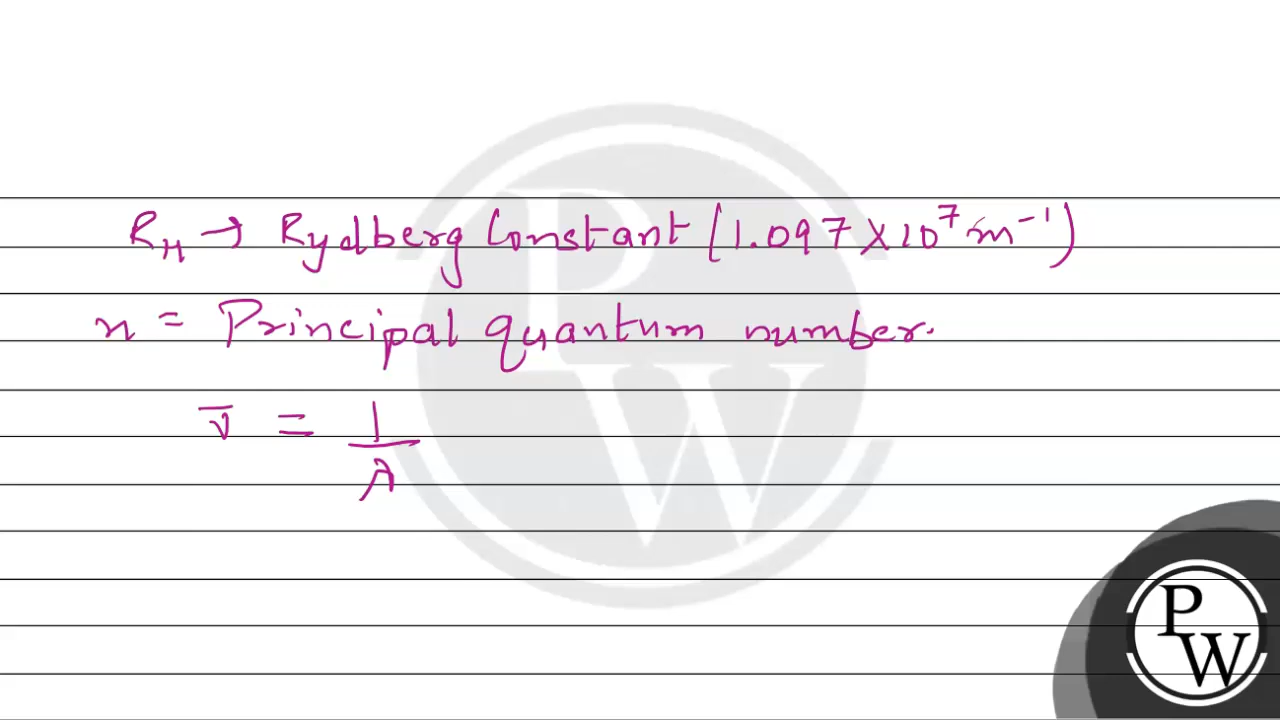 R_H → Rydberg Constant (1.097 × 10⁷ m⁻¹)
n = Principal quantum number.
ν̅ = 1/λ
P
W
P
W